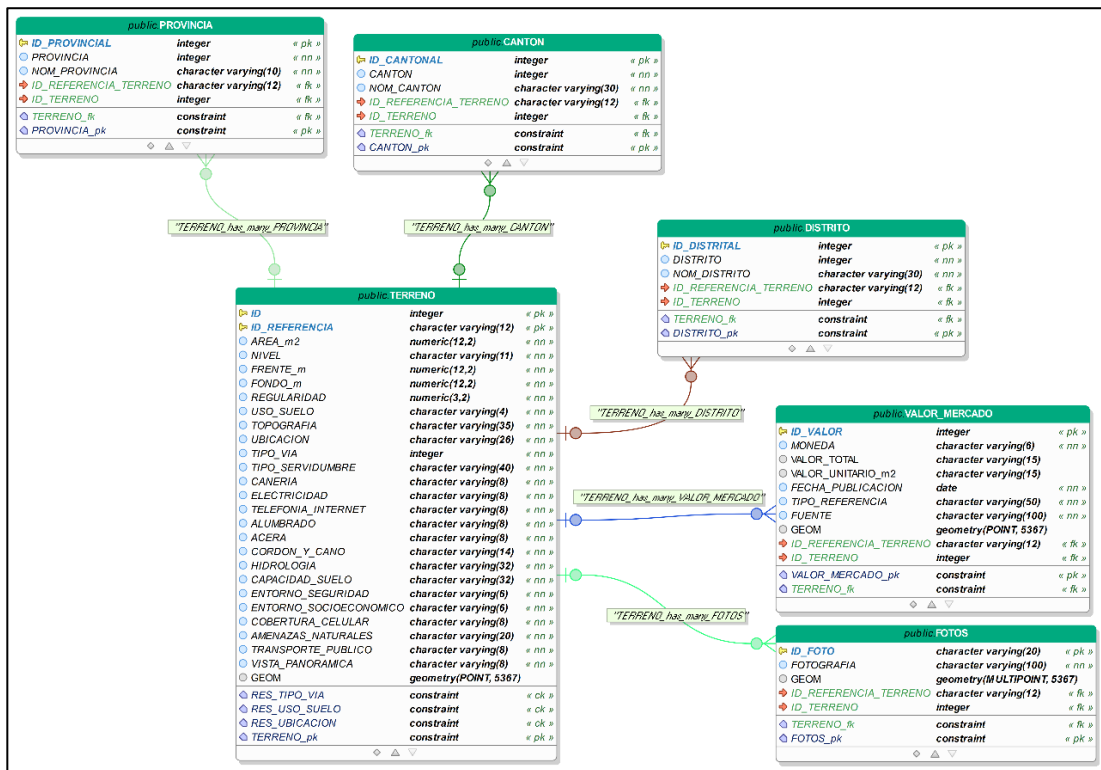 public.PROVINCIA
ID_PROVINCIAL integer « pk »
PROVINCIA integer « nn »
NOM_PROVINCIA character varying(10) « nn »
ID_REFERENCIA_TERRENO character varying(12) « fk »
ID_TERRENO integer « fk »
TERRENO_fk constraint « fk »
PROVINCIA_pk constraint « pk »
public.CANTON
ID_CANTONAL integer « pk »
CANTON integer « nn »
NOM_CANTON character varying(30) « nn »
ID_REFERENCIA_TERRENO character varying(12) « fk »
ID_TERRENO integer « fk »
TERRENO_fk constraint « fk »
CANTON_pk constraint « pk »
"TERRENO_has_many_PROVINCIA"
"TERRENO_has_many_CANTON"
public.DISTRITO
ID_DISTRITAL integer « pk »
DISTRITO integer « nn »
NOM_DISTRITO character varying(30) « nn »
ID_REFERENCIA_TERRENO character varying(12) « fk »
ID_TERRENO integer « fk »
TERRENO_fk constraint « fk »
DISTRITO_pk constraint « pk »
public.TERRENO
ID integer « pk »
ID_REFERENCIA character varying(12) « pk »
AREA_m2 numeric(12,2) « nn »
NIVEL character varying(11) « nn »
FRENTE_m numeric(12,2) « nn »
FONDO_m numeric(12,2) « nn »
REGULARIDAD numeric(3,2) « nn »
USO_SUELO character varying(4) « nn »
TOPOGRAFIA character varying(35) « nn »
UBICACION character varying(26) « nn »
TIPO_VIA integer « nn »
TIPO_SERVIDUMBRE character varying(40) « nn »
CANERIA character varying(8) « nn »
ELECTRICIDAD character varying(8) « nn »
TELEFONIA_INTERNET character varying(8) « nn »
ALUMBRADO character varying(8) « nn »
ACERA character varying(8) « nn »
CORDON_Y_CANO character varying(14) « nn »
HIDROLOGIA character varying(32) « nn »
CAPACIDAD_SUELO character varying(32) « nn »
ENTORNO_SEGURIDAD character varying(6) « nn »
ENTORNO_SOCIOECONOMICO character varying(6) « nn »
COBERTURA_CELULAR character varying(8) « nn »
AMENAZAS_NATURALES character varying(20) « nn »
TRANSPORTE_PUBLICO character varying(8) « nn »
VISTA_PANORAMICA character varying(8) « nn »
GEOM geometry(POINT, 5367)
RES_TIPO_VIA constraint « ck »
RES_USO_SUELO constraint « ck »
RES_UBICACION constraint « ck »
TERRENO_pk constraint « pk »
"TERRENO_has_many_DISTRITO"
"TERRENO_has_many_VALOR_MERCADO"
"TERRENO_has_many_FOTOS"
public.VALOR_MERCADO
ID_VALOR integer « pk »
MONEDA character varying(6) « nn »
VALOR_TOTAL character varying(15)
VALOR_UNITARIO_m2 character varying(15)
FECHA_PUBLICACION date « nn »
TIPO_REFERENCIA character varying(50) « nn »
FUENTE character varying(100) « nn »
GEOM geometry(POINT, 5367)
ID_REFERENCIA_TERRENO character varying(12) « fk »
ID_TERRENO integer « fk »
VALOR_MERCADO_pk constraint « pk »
TERRENO_fk constraint « fk »
public.FOTOS
ID_FOTO character varying(20) « pk »
FOTOGRAFIA character varying(100) « nn »
GEOM geometry(MULTIPOINT, 5367)
ID_REFERENCIA_TERRENO character varying(12) « fk »
ID_TERRENO integer « fk »
TERRENO_fk constraint « fk »
FOTOS_pk constraint « pk »